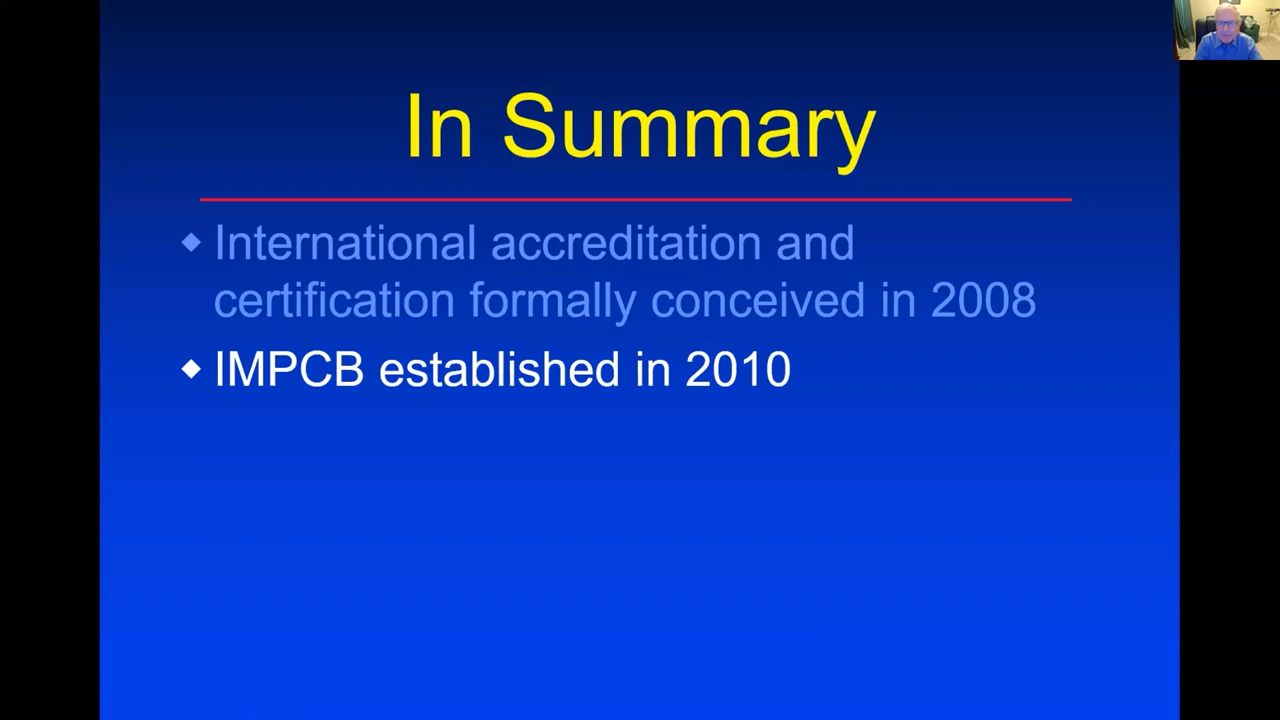 In Summary
International accreditation and
certification formally conceived in 2008
IMPCB established in 2010